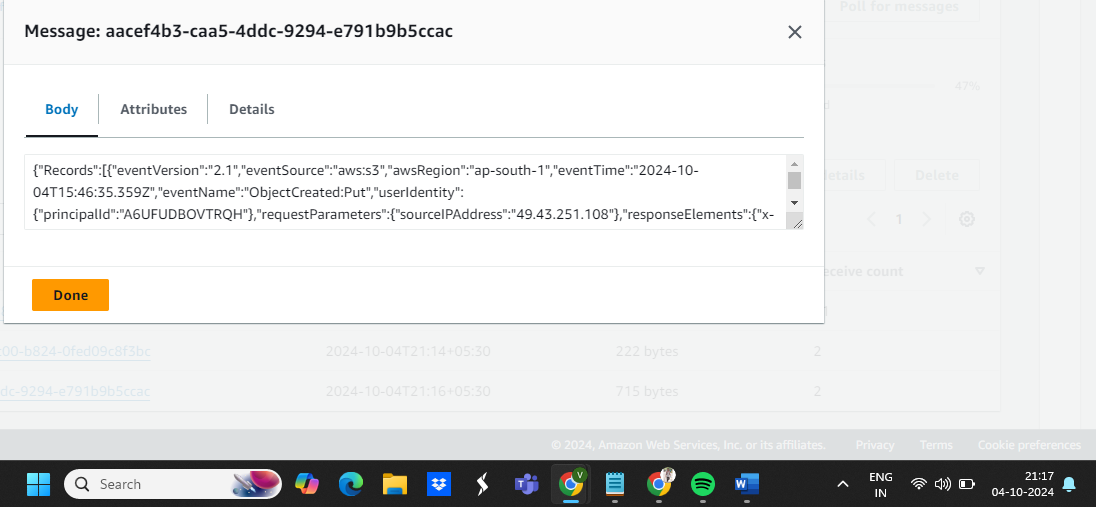 Poll for messages
Message: aacef4b3-caa5-4ddc-9294-e791b9b5ccac
47%
Body Attributes Details
{"Records":[{"eventVersion":"2.1","eventSource":"aws:s3","awsRegion":"ap-south-1","eventTime":"2024-10-
04T15:46:35.359Z","eventName":"ObjectCreated:Put","userIdentity":
{"principalId":"A6UFUDBOVTRQH"},"requestParameters":{"sourceIPAddress":"49.43.251.108"},"responseElements":{"x-
etails Delete
1
eceive count
Done
00-b824-0fed09c8f3bc 2024-10-04T21:14+05:30 222 bytes 2
dc-9294-e791b9b5ccac 2024-10-04T21:16+05:30 715 bytes 2
© 2024, Amazon Web Services, Inc. or its affiliates. Privacy Terms Cookie preferences
Search
V
ENG
IN
21:17
04-10-2024